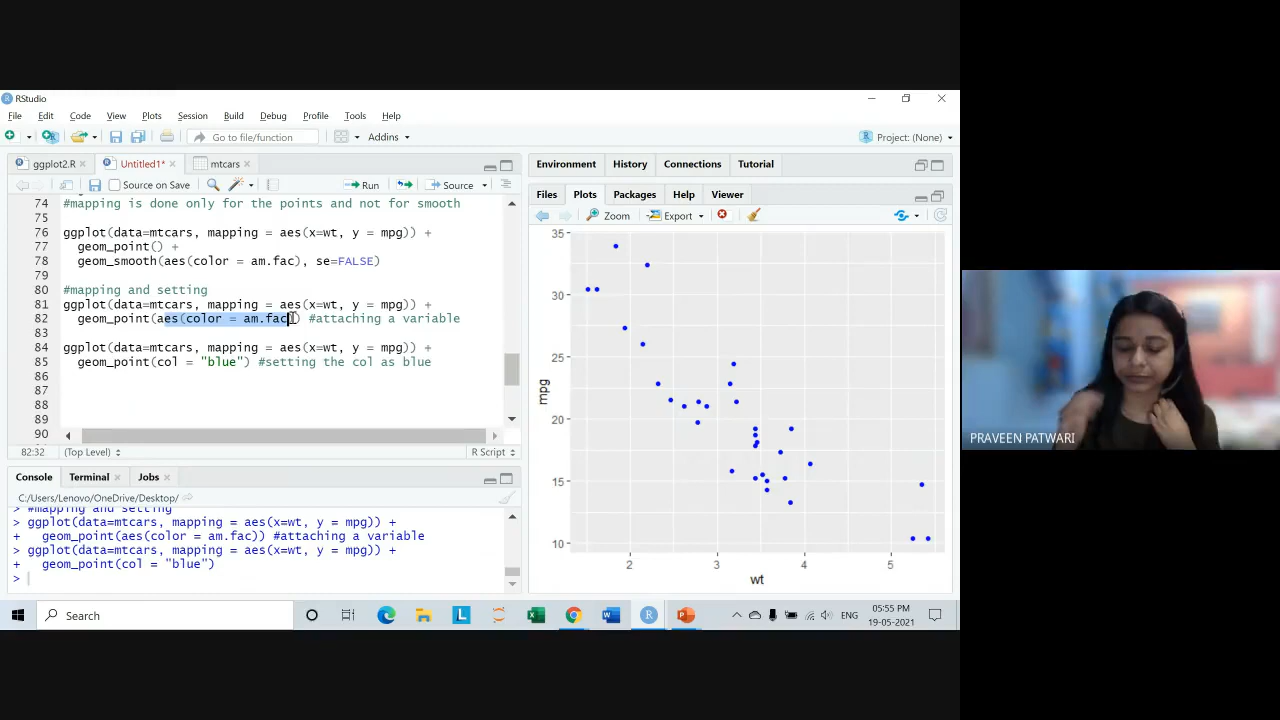 RStudio
File Edit Code View Plots Session Build Debug Profile Tools Help
Go to file/function Addins Project: (None)
ggplot2.R Untitled1* mtcars
Source on Save Run Source
74 #mapping is done only for the points and not for smooth
75
76 ggplot(data=mtcars, mapping = aes(x=wt, y = mpg)) +
77 geom_point() +
78 geom_smooth(aes(color = am.fac), se=FALSE)
79
80 #mapping and setting
81 ggplot(data=mtcars, mapping = aes(x=wt, y = mpg)) +
82 geom_point(aes(color = am.fac)) #attaching a variable
83
84 ggplot(data=mtcars, mapping = aes(x=wt, y = mpg)) +
85 geom_point(col = "blue") #setting the col as blue
86
87
88
89
90
82:32 (Top Level) R Script
Console Terminal Jobs
C:/Users/Lenovo/OneDrive/Desktop/
> #mapping and setting
> ggplot(data=mtcars, mapping = aes(x=wt, y = mpg)) +
+ geom_point(aes(color = am.fac)) #attaching a variable
> ggplot(data=mtcars, mapping = aes(x=wt, y = mpg)) +
+ geom_point(col = "blue")
>
Environment History Connections Tutorial
Files Plots Packages Help Viewer
Zoom Export
35
30
25
20
15
10
mpg
2 3 4 5
wt
PRAVEEN PATWARI
Search
ENG
05:55 PM
19-05-2021